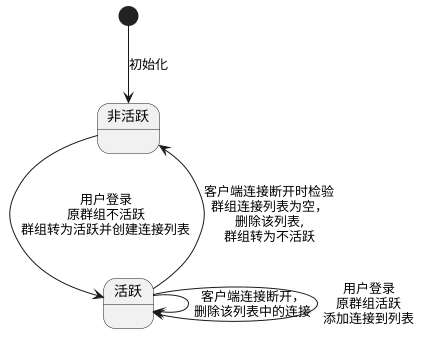 初始化
非活跃
用户登录
原群组不活跃
群组转为活跃并创建连接列表
客户端连接断开时检验
群组连接列表为空，
删除该列表,
群组转为不活跃
活跃
客户端连接断开，
删除该列表中的连接
用户登录
原群组活跃
添加连接到列表